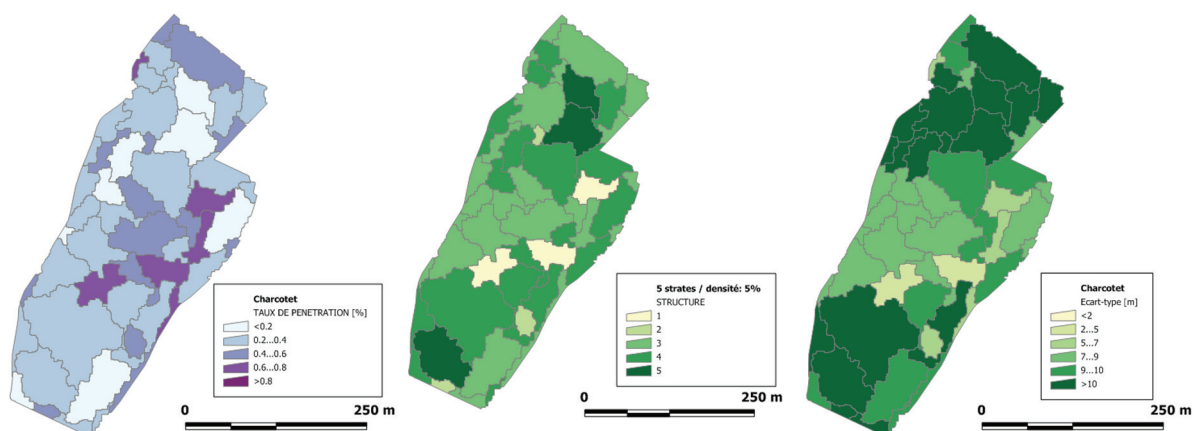 Charcotet
TAUX DE PENETRATION [%]
<0.2
0.2...0.4
0.4...0.6
0.6...0.8
>0.8
0
250 m
5 strates / densité: 5%
STRUCTURE
1
2
3
4
5
0
250 m
Charcotet
Ecart-type [m]
<2
2...5
5...7
7...9
9...10
>10
0
250 m